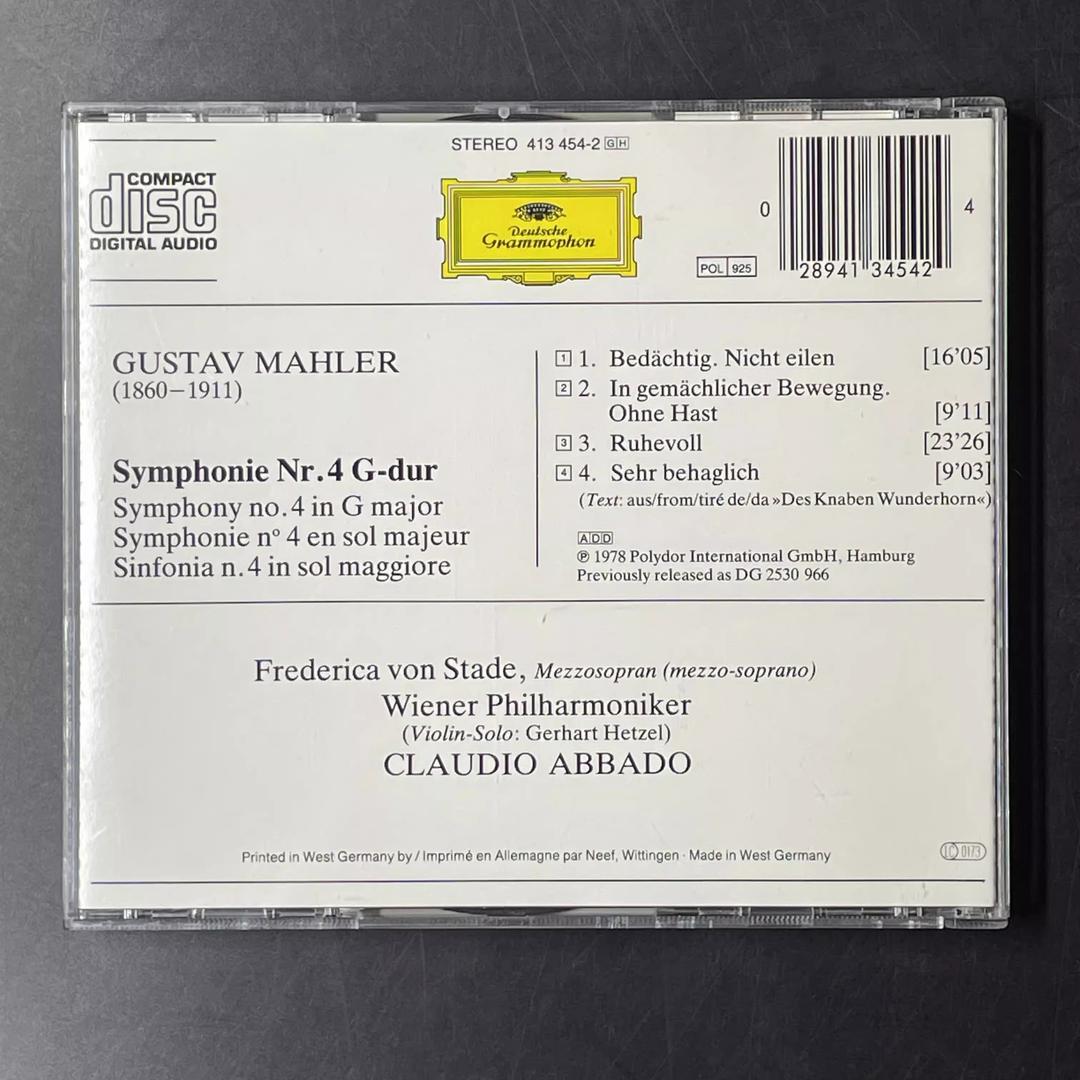 STEREO 413 454-2 GH
COMPACT
disc
DIGITAL AUDIO
Deutsche
Grammophon
POL 925
0 28941 34542 4
GUSTAV MAHLER
(1860–1911)
Symphonie Nr. 4 G-dur
Symphony no. 4 in G major
Symphonie nº 4 en sol majeur
Sinfonia n. 4 in sol maggiore
1 1. Bedächtig. Nicht eilen [16’05]
2 2. In gemächlicher Bewegung.
Ohne Hast [9’11]
3 3. Ruhevoll [23’26]
4 4. Sehr behaglich [9’03]
(Text: aus/from/tiré de/da »Des Knaben Wunderhorn«)
ADD
℗ 1978 Polydor International GmbH, Hamburg
Previously released as DG 2530 966
Frederica von Stade, Mezzosopran (mezzo-soprano)
Wiener Philharmoniker
(Violin-Solo: Gerhart Hetzel)
CLAUDIO ABBADO
Printed in West Germany by / Imprimé en Allemagne par Neef, Wittingen · Made in West Germany
LC 0173